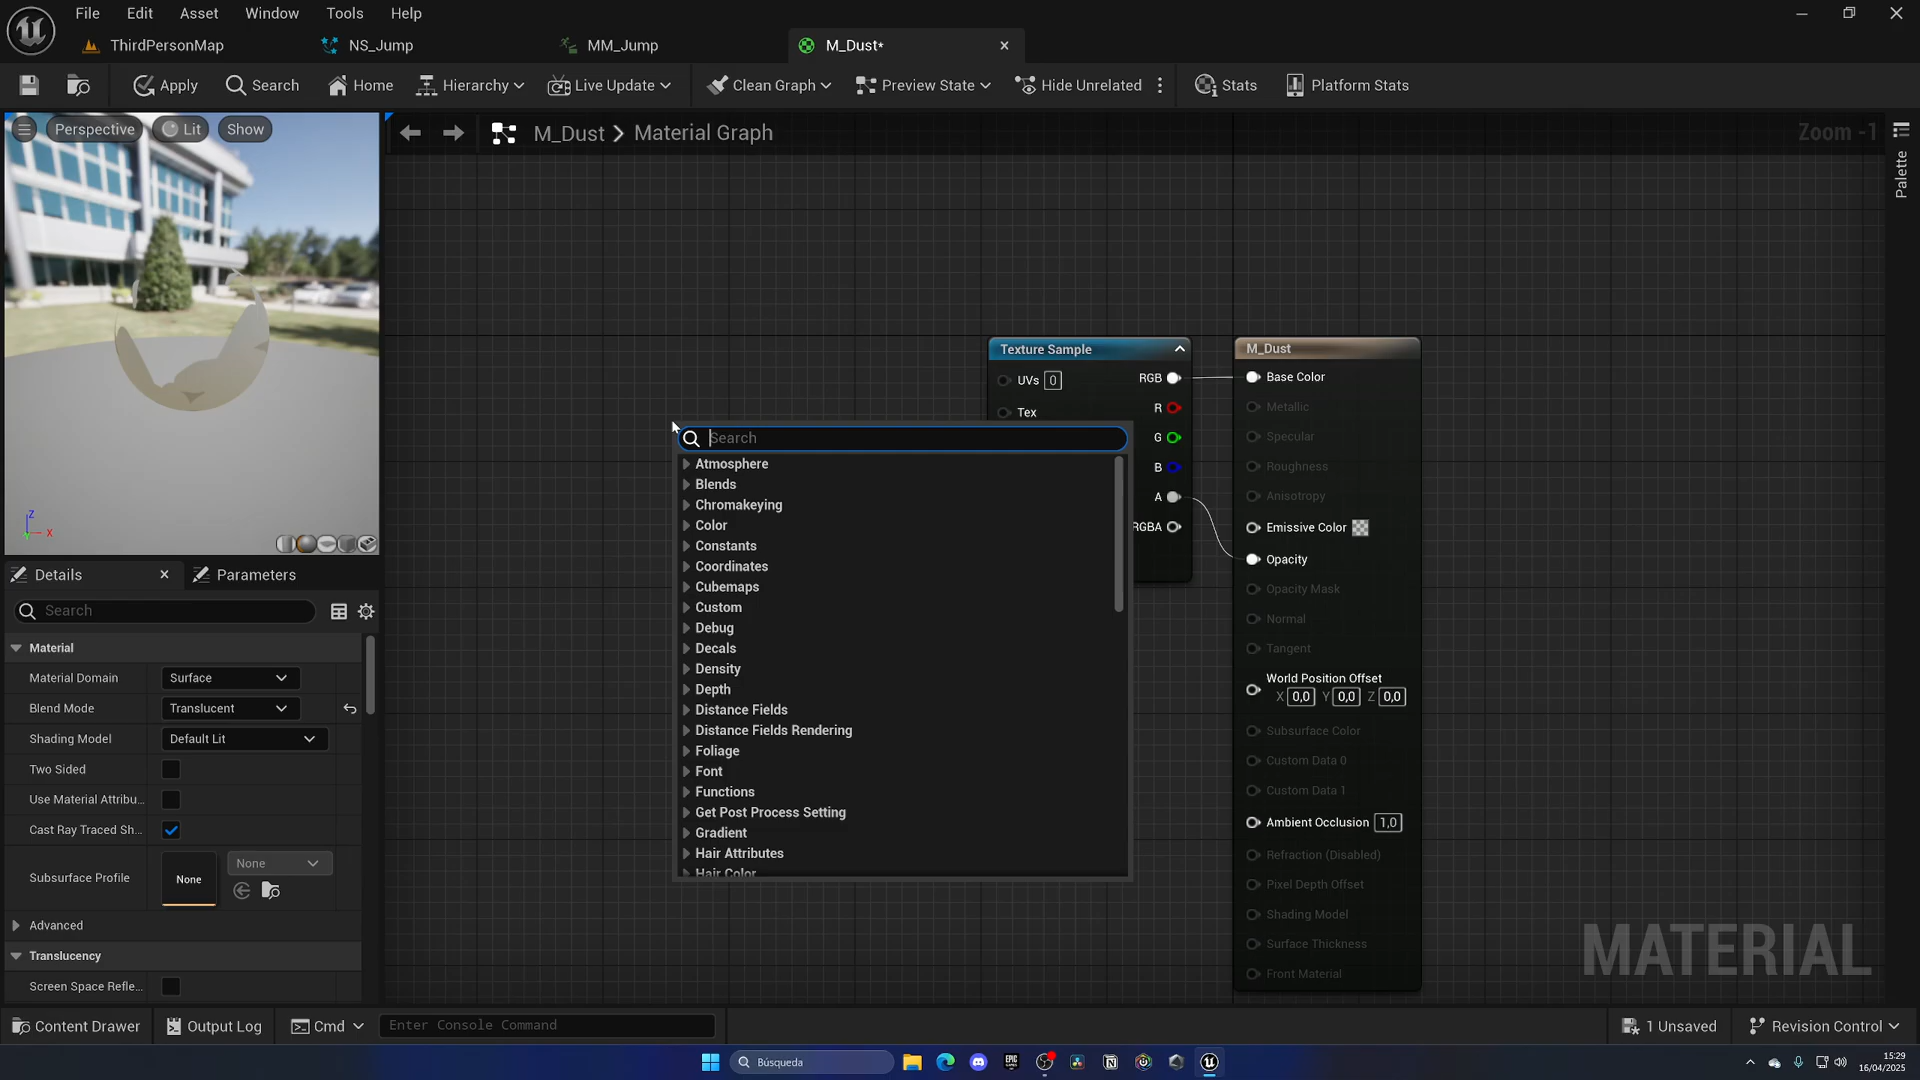 File Edit Asset Window Tools Help
ThirdPersonMap NS_Jump MM_Jump M_Dust*
Apply Search Home Hierarchy Live Update Clean Graph Preview State Hide Unrelated Stats Platform Stats
Perspective Lit Show
M_Dust > Material Graph
Zoom -1
Palette
Z
X
Texture Sample
UVs 0
Tex
RGB
R
G
B
A
RGBA
M_Dust
Base Color
Metallic
Specular
Roughness
Anisotropy
Emissive Color
Opacity
Opacity Mask
Normal
Tangent
World Position Offset
X 0,0 Y 0,0 Z 0,0
Subsurface Color
Custom Data 0
Custom Data 1
Ambient Occlusion 1,0
Refraction (Disabled)
Pixel Depth Offset
Shading Model
Surface Thickness
Front Material
Search
Atmosphere
Blends
Chromakeying
Color
Constants
Coordinates
Cubemaps
Custom
Debug
Decals
Density
Depth
Distance Fields
Distance Fields Rendering
Foliage
Font
Functions
Get Post Process Setting
Gradient
Hair Attributes
Hair Color
Details Parameters
Search
Material
Material Domain Surface
Blend Mode Translucent
Shading Model Default Lit
Two Sided
Use Material Attribu...
Cast Ray Traced Sh...
Subsurface Profile None None
Advanced
Translucency
Screen Space Refle...
MATERIAL
Content Drawer Output Log Cmd Enter Console Command 1 Unsaved Revision Control
Búsqueda
15:29
16/04/2025